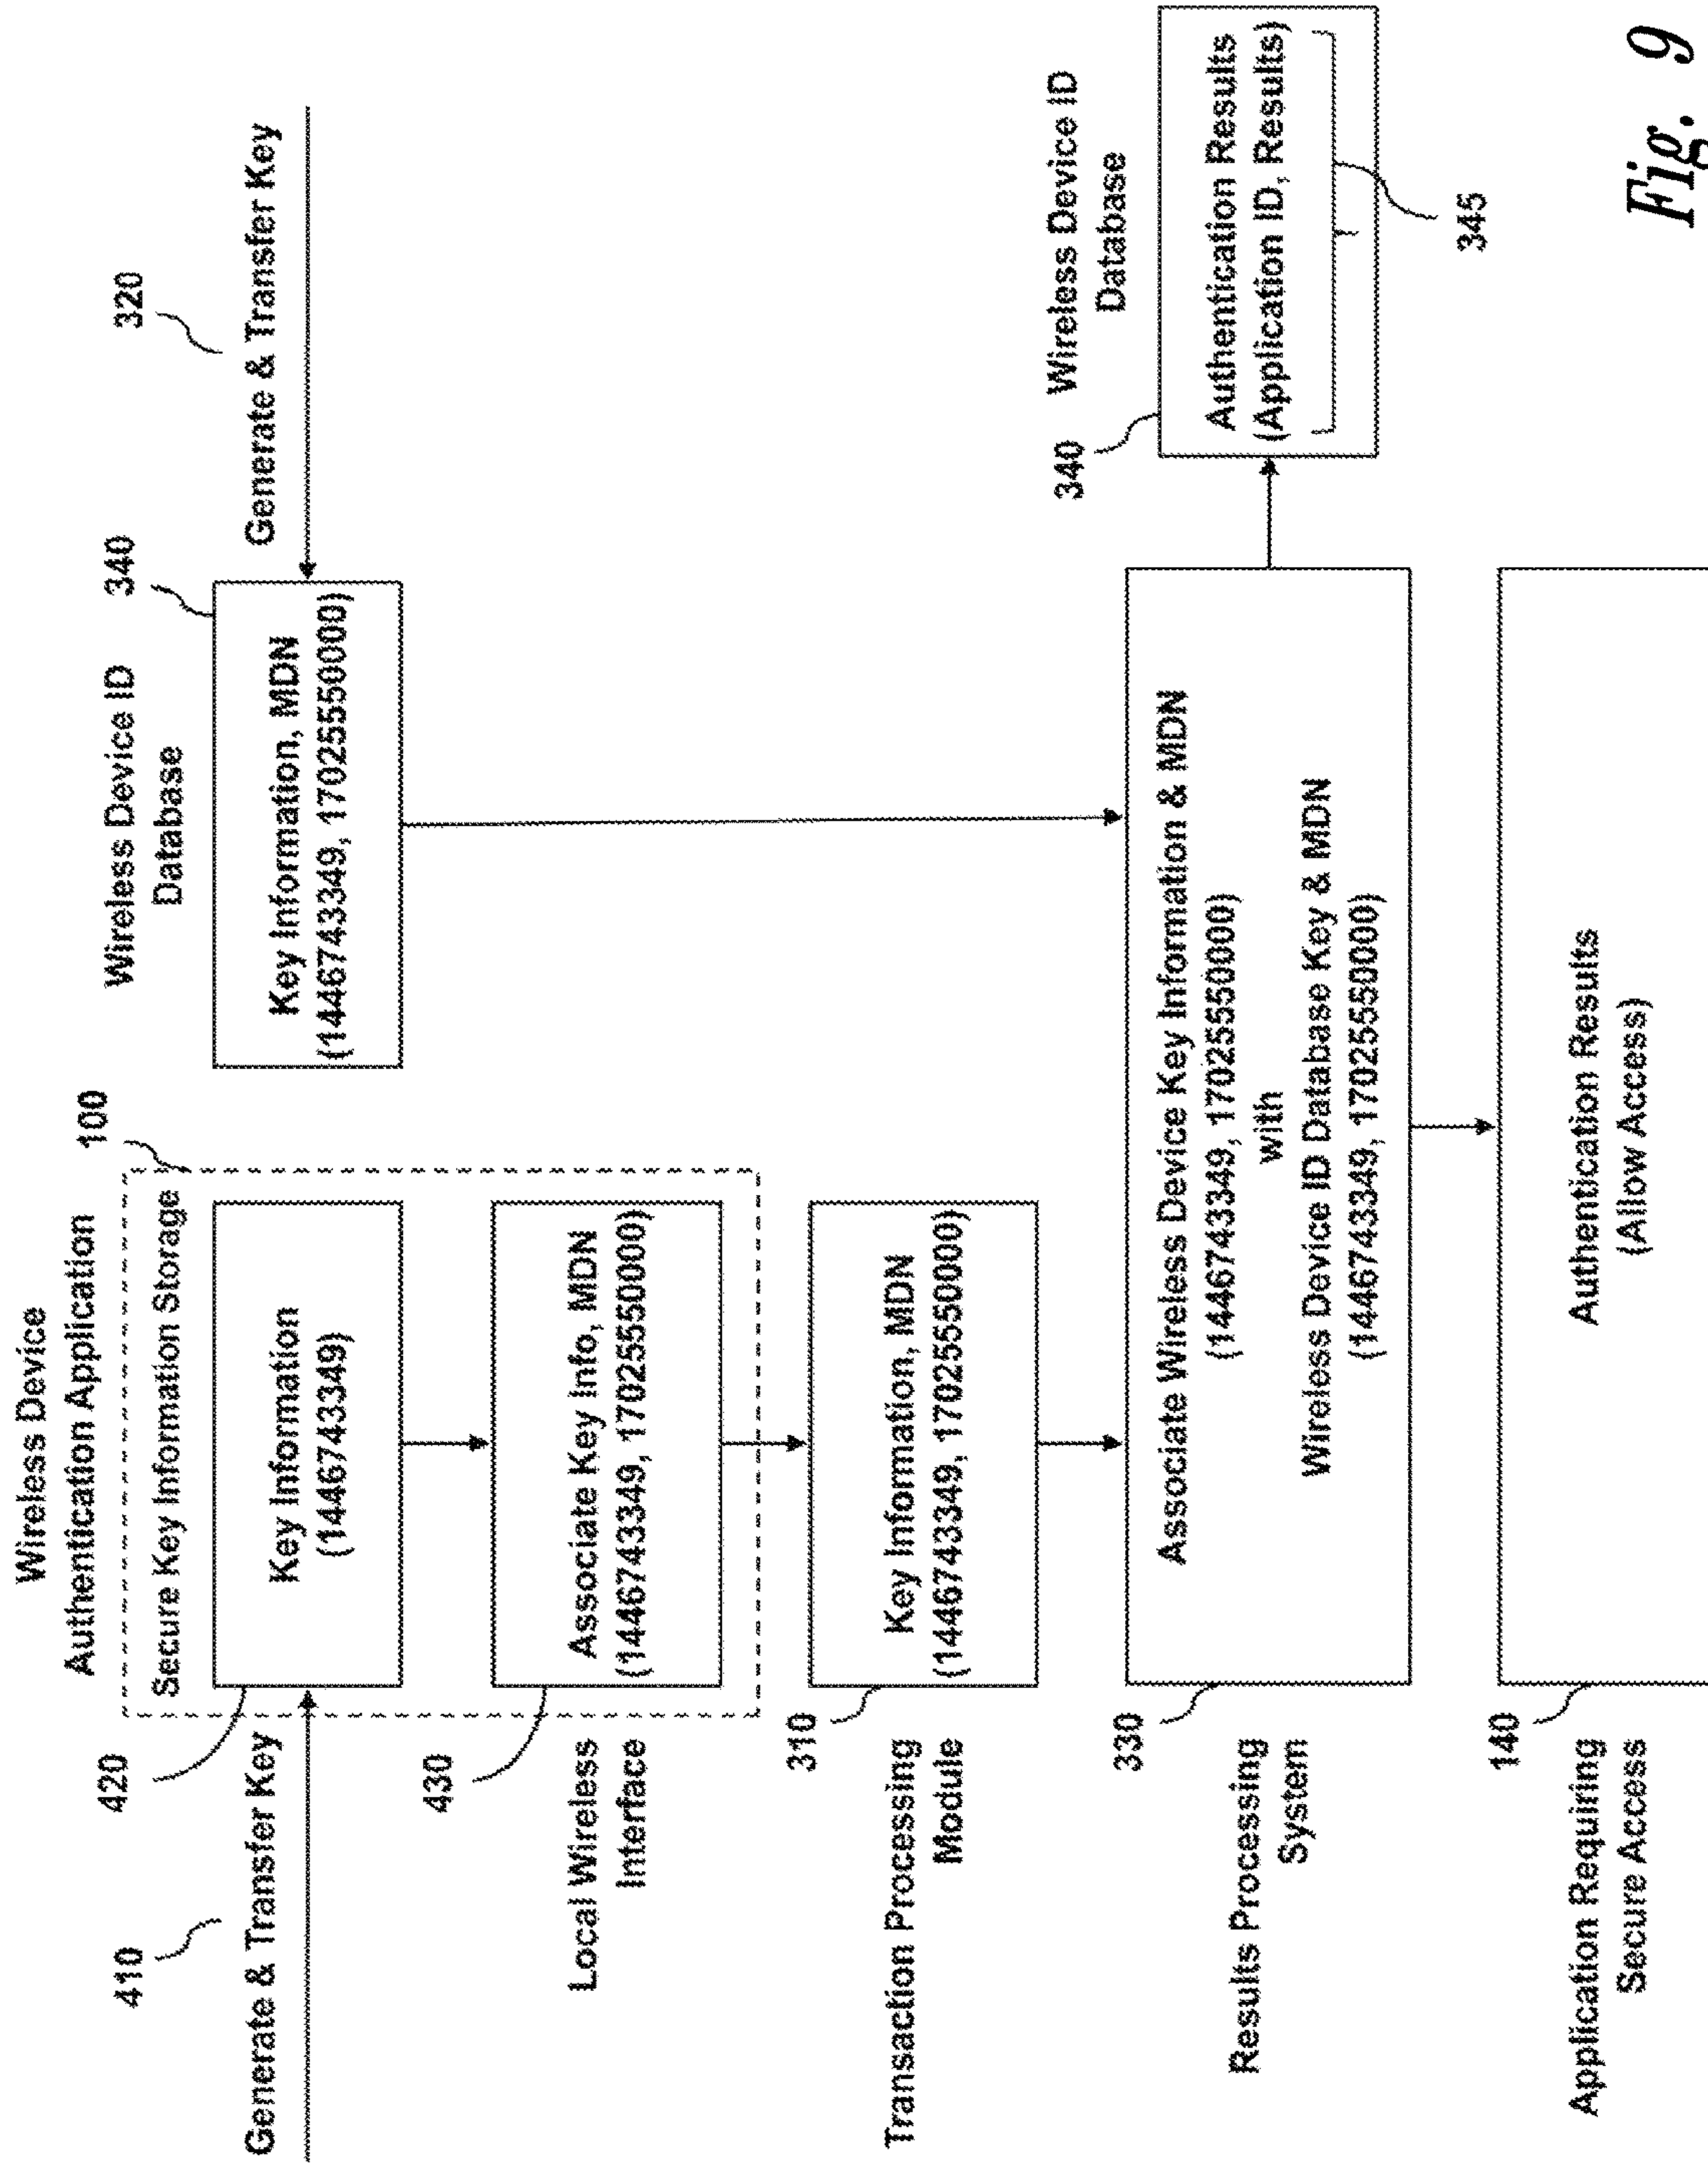 Wireless Device
Authentication Application
100
Wireless Device ID
Database
340
320
410
Generate & Transfer Key
420
Secure Key Information Storage
Key Information
(1446743349)
Key Information, MDN
(1446743349, 17025550000)
Generate & Transfer Key
430
Local Wireless
Interface
Associate Key Info, MDN
(1446743349, 17025550000)
310
Transaction Processing
Module
Key Information, MDN
(1446743349, 17025550000)
330
Results Processing
System
Associate Wireless Device Key Information & MDN
(1446743349, 17025550000)
with
Wireless Device ID Database Key & MDN
(1446743349, 17025550000)
340
Wireless Device ID
Database
Authentication Results
(Application ID, Results)
345
140
Application Requiring
Secure Access
Authentication Results
(Allow Access)
Fig. 9